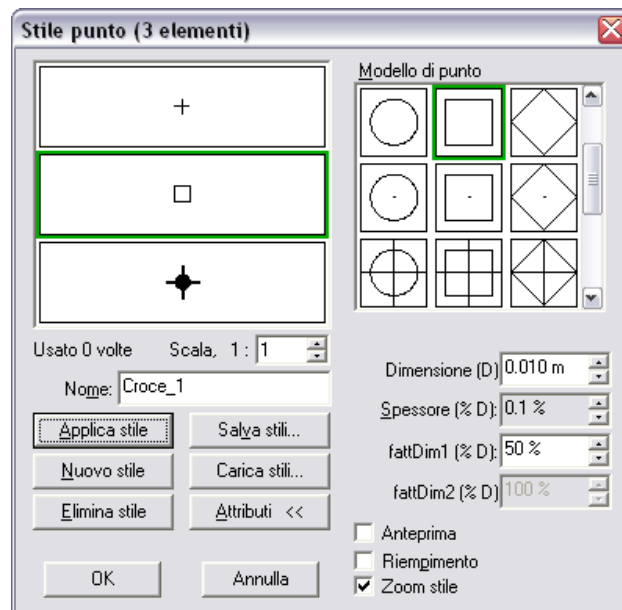 Stile punto (3 elementi)
Modello di punto
Usato 0 volte Scala, 1 : 1
Nome: Croce_1
Applica stile Salva stili...
Nuovo stile Carica stili...
Elimina stile Attributi <<
OK Annulla
Dimensione (D) 0.010 m
Spessore (% D): 0.1 %
fattDim1 (% D): 50 %
fattDim2 (% D) 100 %
Anteprima
Riempimento
Zoom stile